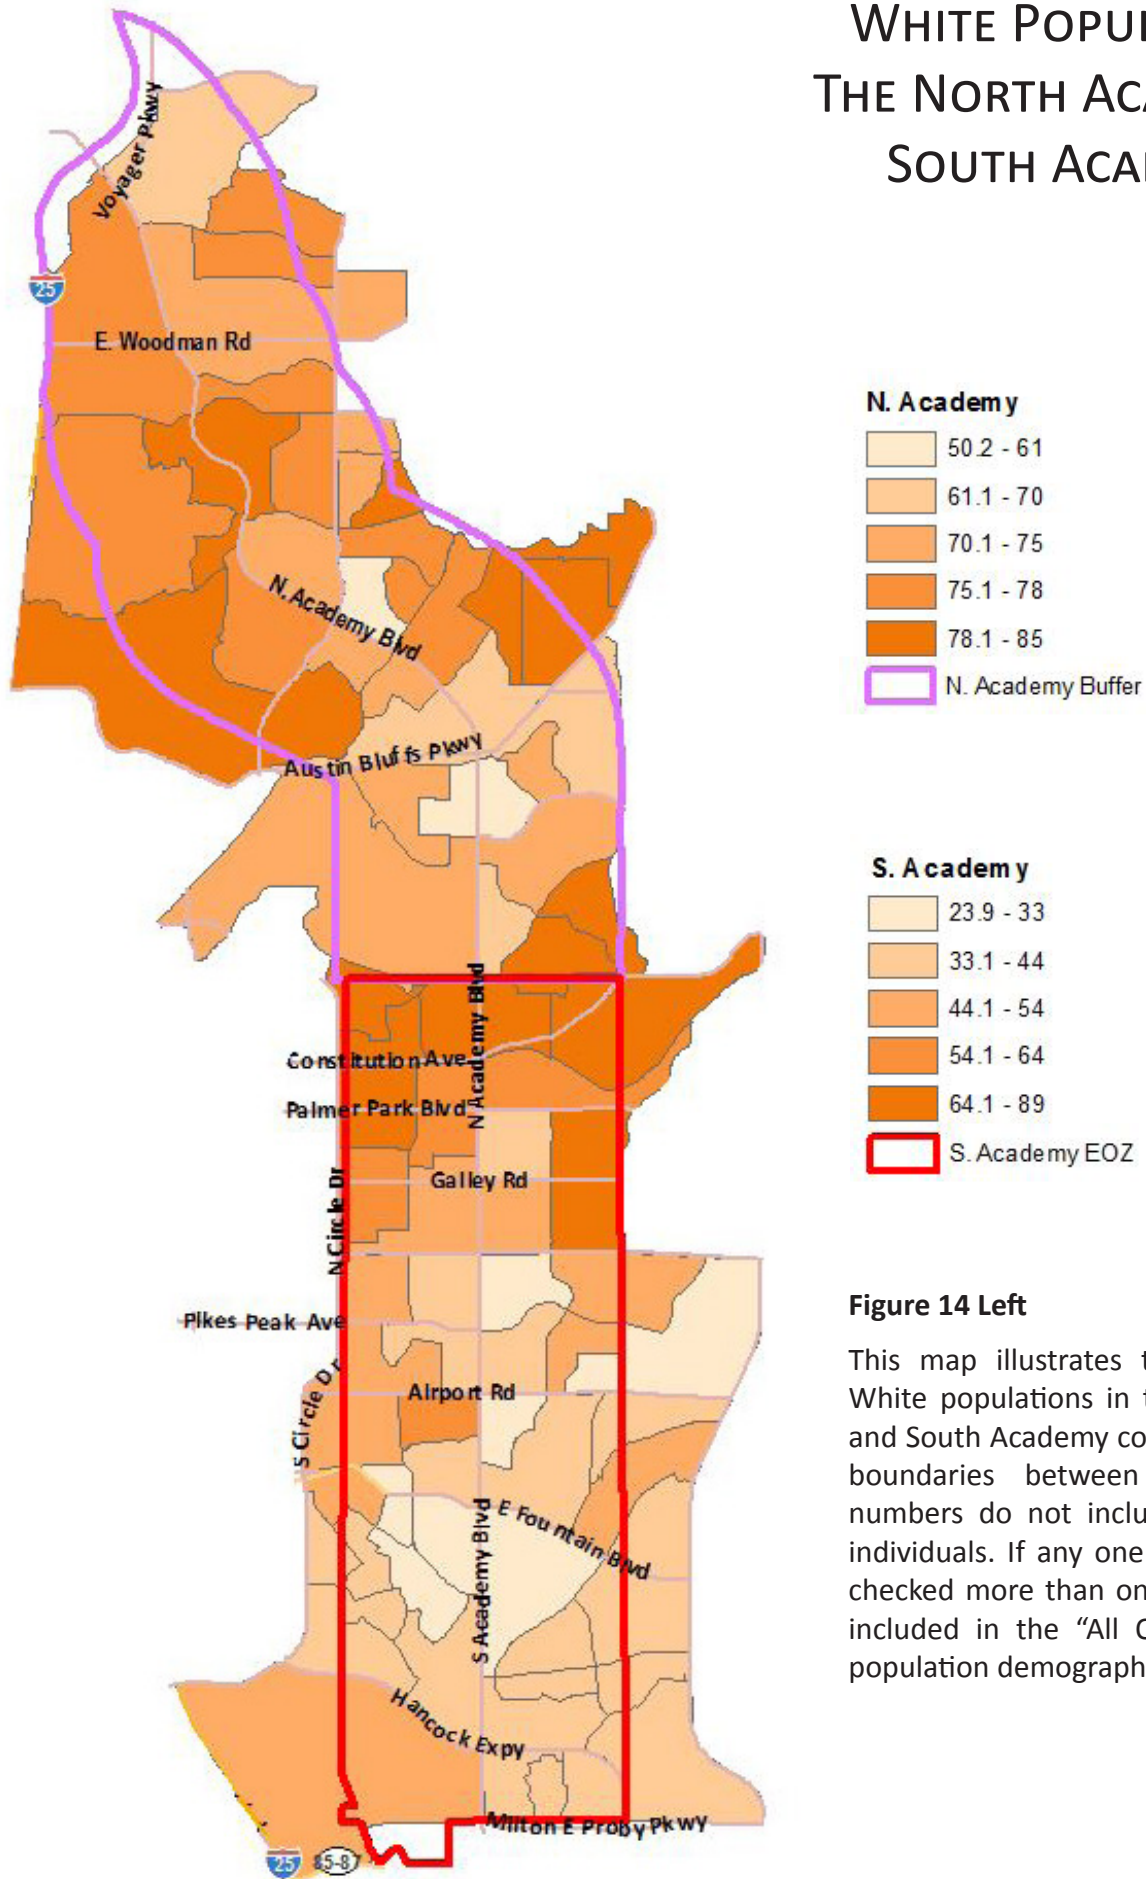 WHITE POPU
THE NORTH AC
SOUTH ACA
Voyager Pkwy
25
E. Woodman Rd
N. Academy
50.2 - 61
61.1 - 70
70.1 - 75
75.1 - 78
78.1 - 85
N. Academy Buffer
N. Academy Blvd
Austin Bluffs Pkwy
S. Academy
23.9 - 33
33.1 - 44
44.1 - 54
54.1 - 64
64.1 - 89
S. Academy EOZ
N Academy Blvd
Constitution Ave
Palmer Park Blvd
Galley Rd
N Circle Dr
Pikes Peak Ave
Airport Rd
S Circle Dr
E Fountain Blvd
S Academy Blvd
Hancock Expy
Milton E Proby Pkwy
25
85-87
Figure 14 Left
This map illustrates t
White populations in t
and South Academy co
boundaries between
numbers do not inclu
individuals. If any one
checked more than on
included in the “All C
population demograph